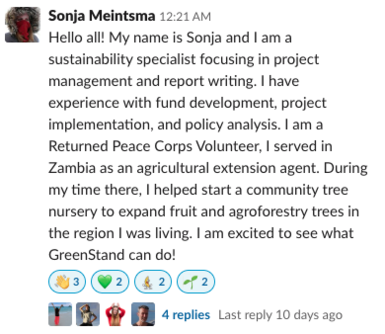 Sonja Meintsma 12:21 AM
Hello all! My name is Sonja and I am a
sustainability specialist focusing in project
management and report writing. I have
experience with fund development, project
implementation, and policy analysis. I am a
Returned Peace Corps Volunteer, I served in
Zambia as an agricultural extension agent. During
my time there, I helped start a community tree
nursery to expand fruit and agroforestry trees in
the region I was living. I am excited to see what
GreenStand can do!
3 2 2 2
4 replies Last reply 10 days ago